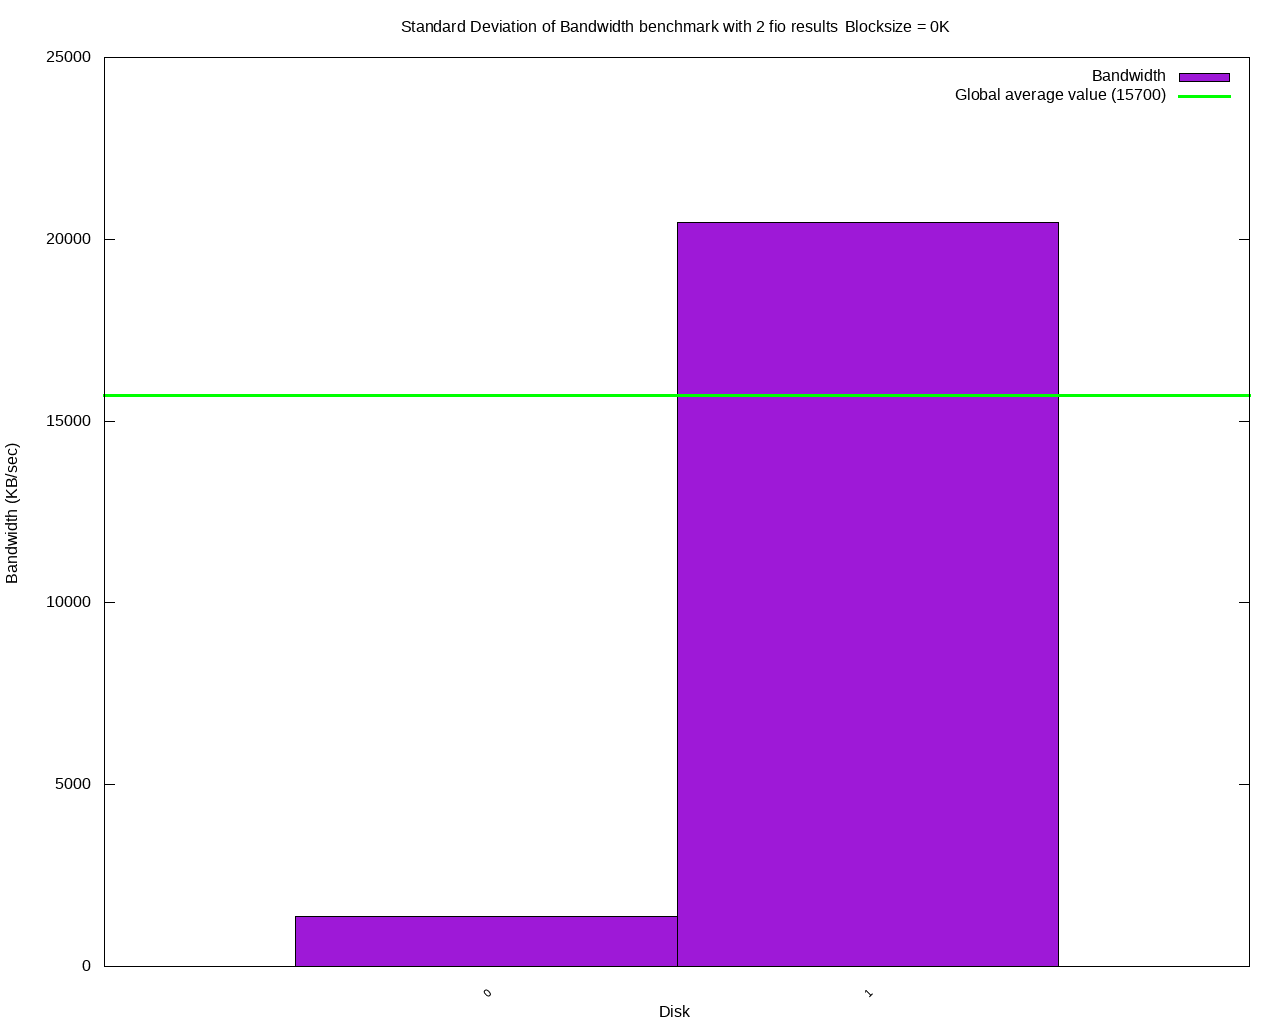 Standard Deviation of Bandwidth benchmark with 2 fio results Blocksize = 0K
Bandwidth
Global average value (15700)
25000
20000
15000
10000
5000
0
Bandwidth (KB/sec)
0
1
Disk